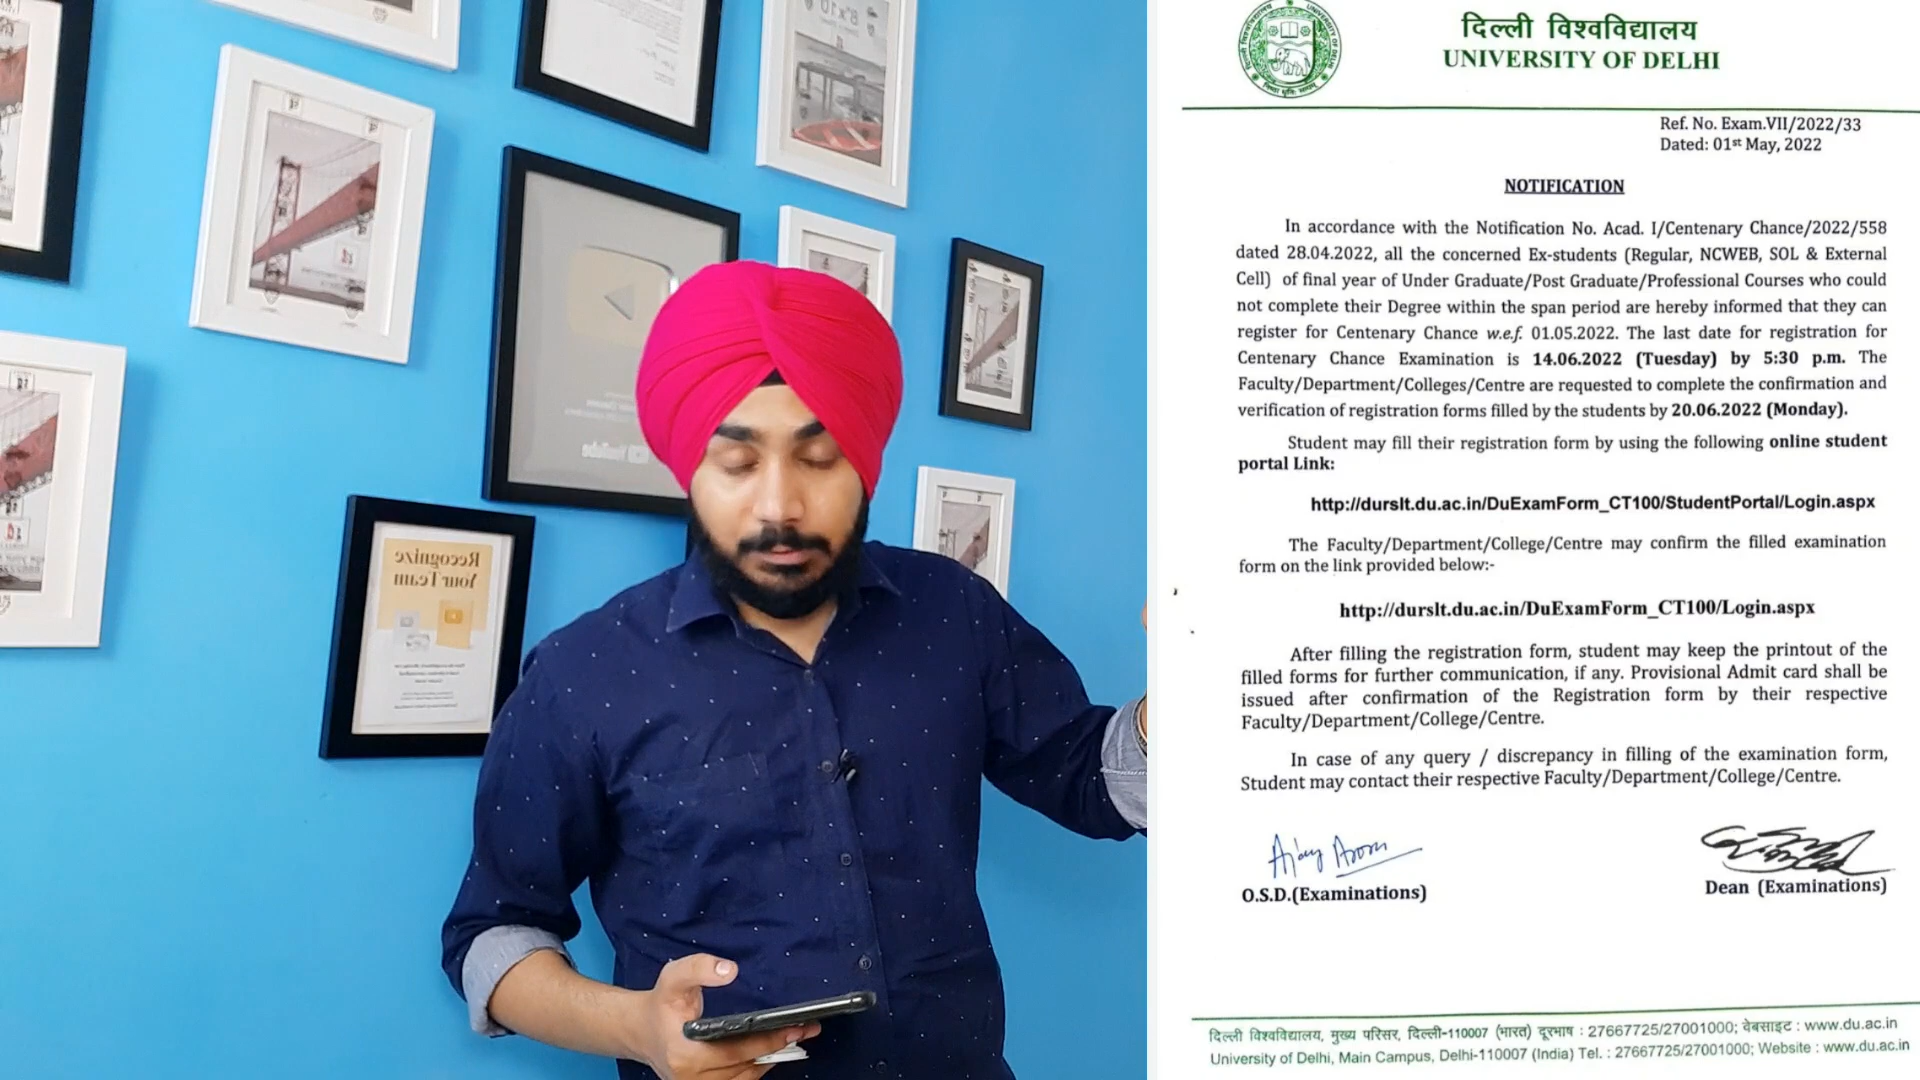 8"x10
Recognize
Your Team
दिल्ली विश्वविद्यालय
UNIVERSITY OF DELHI
Ref. No. Exam.VII/2022/33
Dated: 01st May, 2022
NOTIFICATION
In accordance with the Notification No. Acad. I/Centenary Chance/2022/558
dated 28.04.2022, all the concerned Ex-students (Regular, NCWEB, SOL & External
Cell) of final year of Under Graduate/Post Graduate/Professional Courses who could
not complete their Degree within the span period are hereby informed that they can
register for Centenary Chance w.e.f. 01.05.2022. The last date for registration for
Centenary Chance Examination is 14.06.2022 (Tuesday) by 5:30 p.m. The
Faculty/Department/Colleges/Centre are requested to complete the confirmation and
verification of registration forms filled by the students by 20.06.2022 (Monday).
Student may fill their registration form by using the following online student
portal Link:
http://durslt.du.ac.in/DuExamForm_CT100/StudentPortal/Login.aspx
The Faculty/Department/College/Centre may confirm the filled examination
form on the link provided below:-
http://durslt.du.ac.in/DuExamForm_CT100/Login.aspx
After filling the registration form, student may keep the printout of the
filled forms for further communication, if any. Provisional Admit card shall be
issued after confirmation of the Registration form by their respective
Faculty/Department/College/Centre.
In case of any query / discrepancy in filling of the examination form,
Student may contact their respective Faculty/Department/College/Centre.
Ajay Arora
O.S.D.(Examinations)
Dean (Examinations)
दिल्ली विश्वविद्यालय, मुख्य परिसर, दिल्ली-110007 (भारत) दूरभाष : 27667725/27001000; वेबसाइट : www.du.ac.in
University of Delhi, Main Campus, Delhi-110007 (India) Tel. : 27667725/27001000; Website : www.du.ac.in